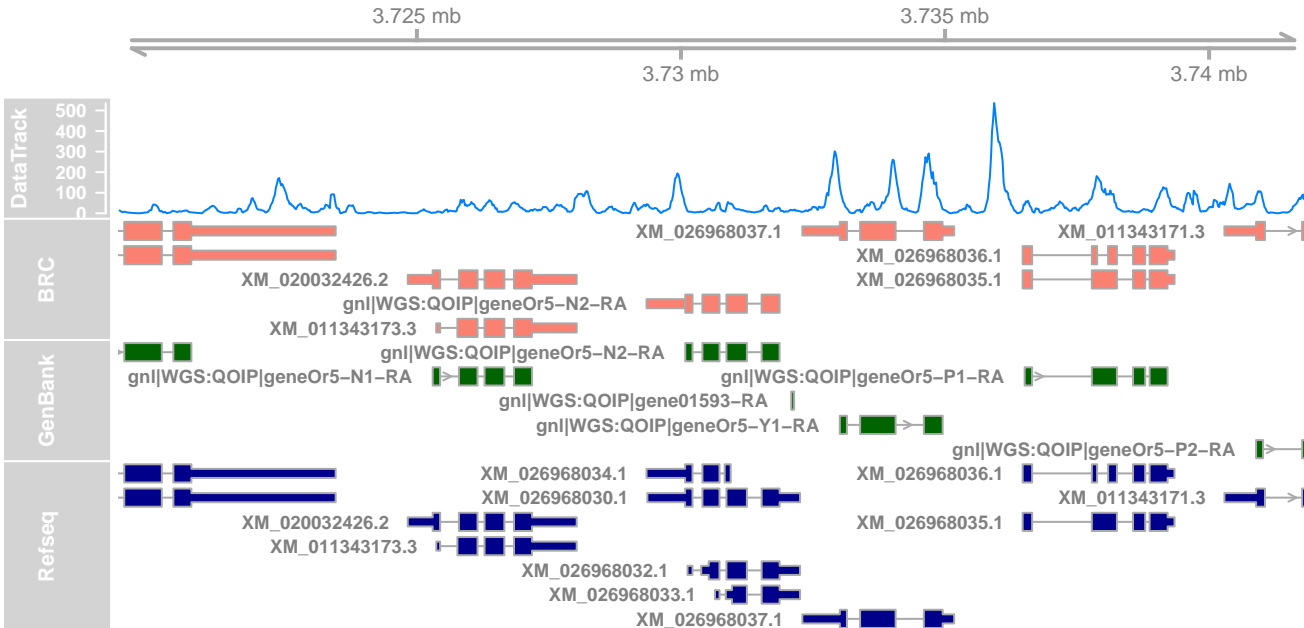 3.725 mb
3.735 mb
3.73 mb
3.74 mb
DataTrack
500
400
300
200
100
0
BRC
XM_026968037.1
XM_011343171.3
XM_026968036.1
XM_020032426.2
XM_026968035.1
gnl|WGS:QOIP|geneOr5−N2−RA
XM_011343173.3
GenBank
gnl|WGS:QOIP|geneOr5−N2−RA
gnl|WGS:QOIP|geneOr5−N1−RA
gnl|WGS:QOIP|geneOr5−P1−RA
gnl|WGS:QOIP|gene01593−RA
gnl|WGS:QOIP|geneOr5−Y1−RA
gnl|WGS:QOIP|geneOr5−P2−RA
Refseq
XM_026968034.1
XM_026968036.1
XM_026968030.1
XM_011343171.3
XM_020032426.2
XM_026968035.1
XM_011343173.3
XM_026968032.1
XM_026968033.1
XM_026968037.1